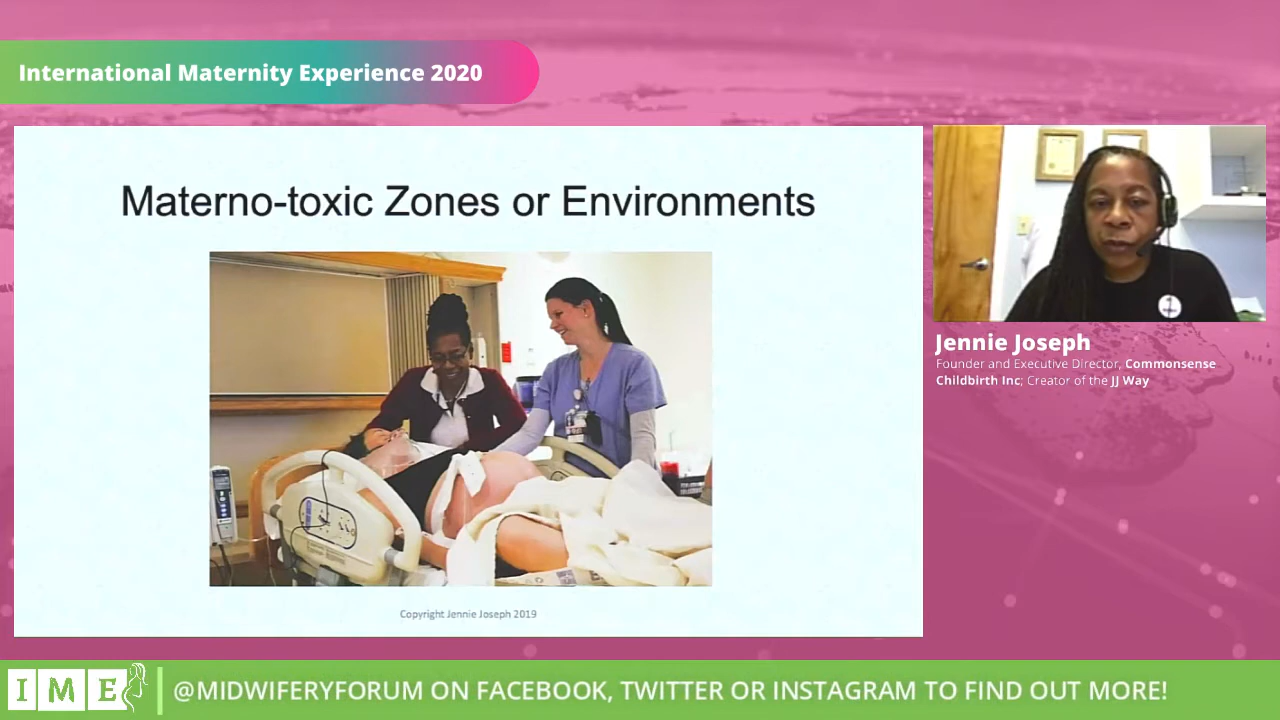 International Maternity Experience 2020
Materno-toxic Zones or Environments
Copyright Jennie Joseph 2019
Jennie Joseph
Founder and Executive Director, Commonsense
Childbirth Inc; Creator of the JJ Way
IME
@MIDWIFERYFORUM ON FACEBOOK, TWITTER OR INSTAGRAM TO FIND OUT MORE!